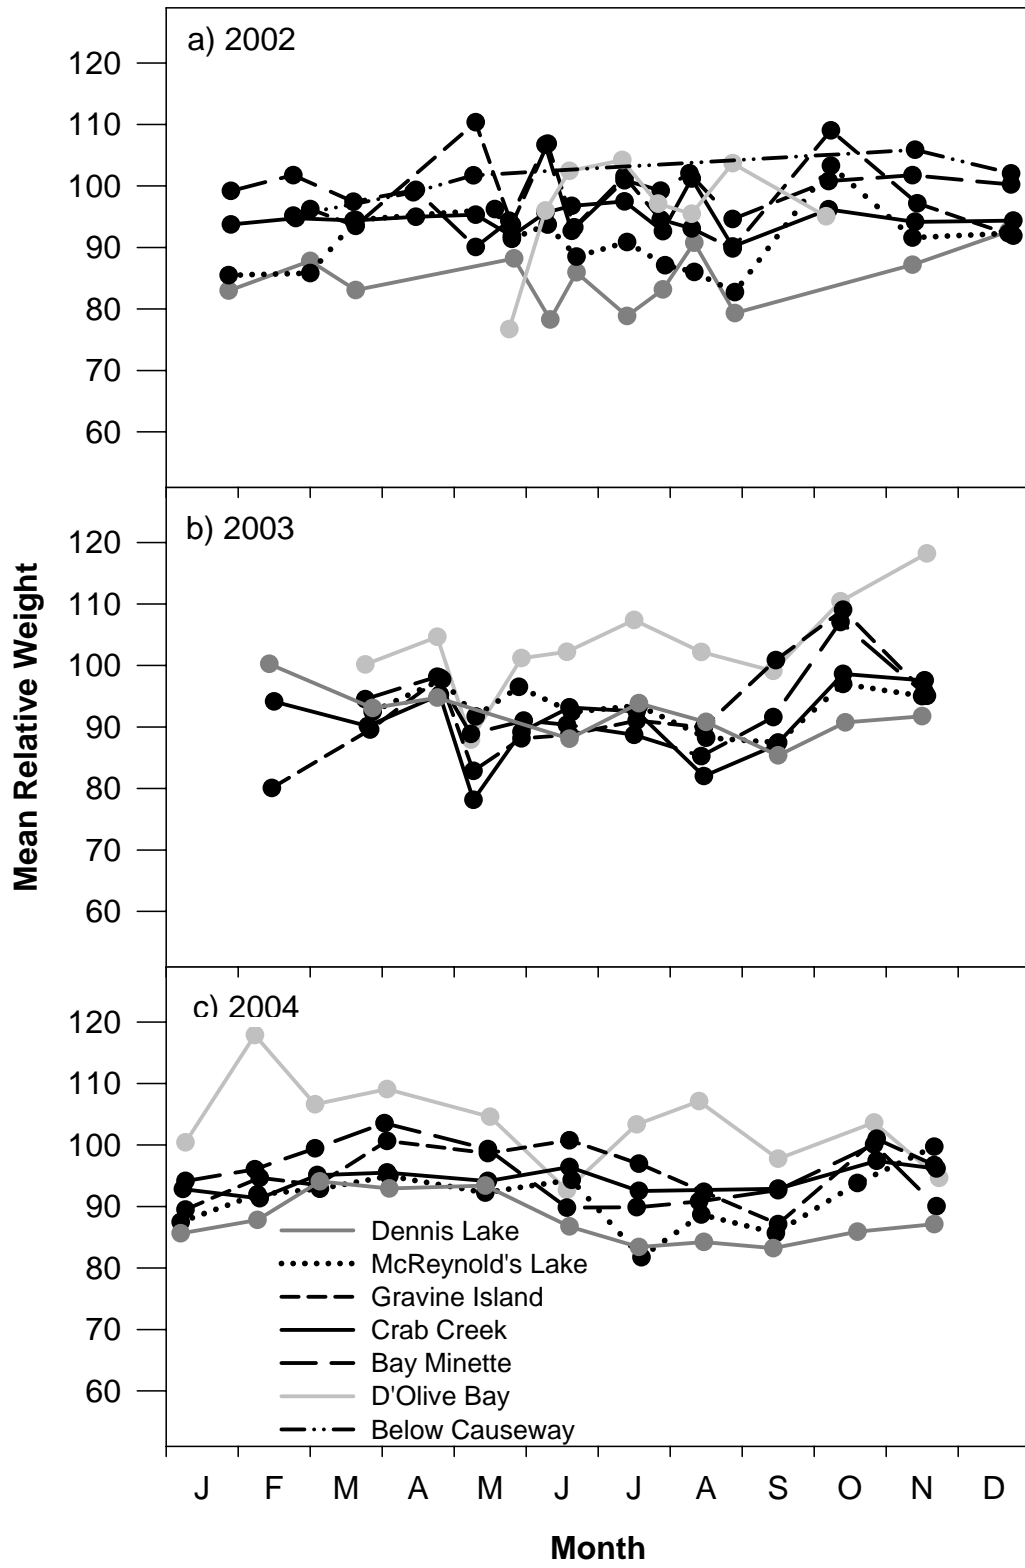 a) 2002
120
110
100
90
80
70
60
b) 2003
120
110
100
90
80
70
60
Mean Relative Weight
c) 2004
120
110
100
90
80
70
60
Dennis Lake
McReynold's Lake
Gravine Island
Crab Creek
Bay Minette
D'Olive Bay
Below Causeway
J F M A M J J A S O N D
Month